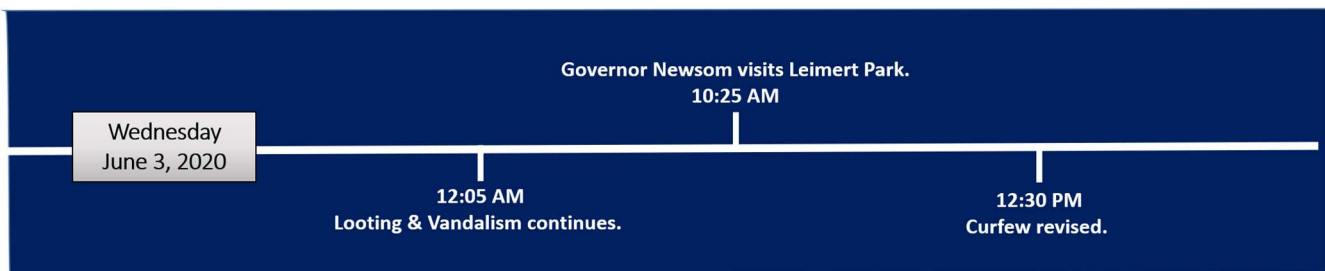 Wednesday
June 3, 2020
12:05 AM
Looting & Vandalism continues.
Governor Newsom visits Leimert Park.
10:25 AM
12:30 PM
Curfew revised.